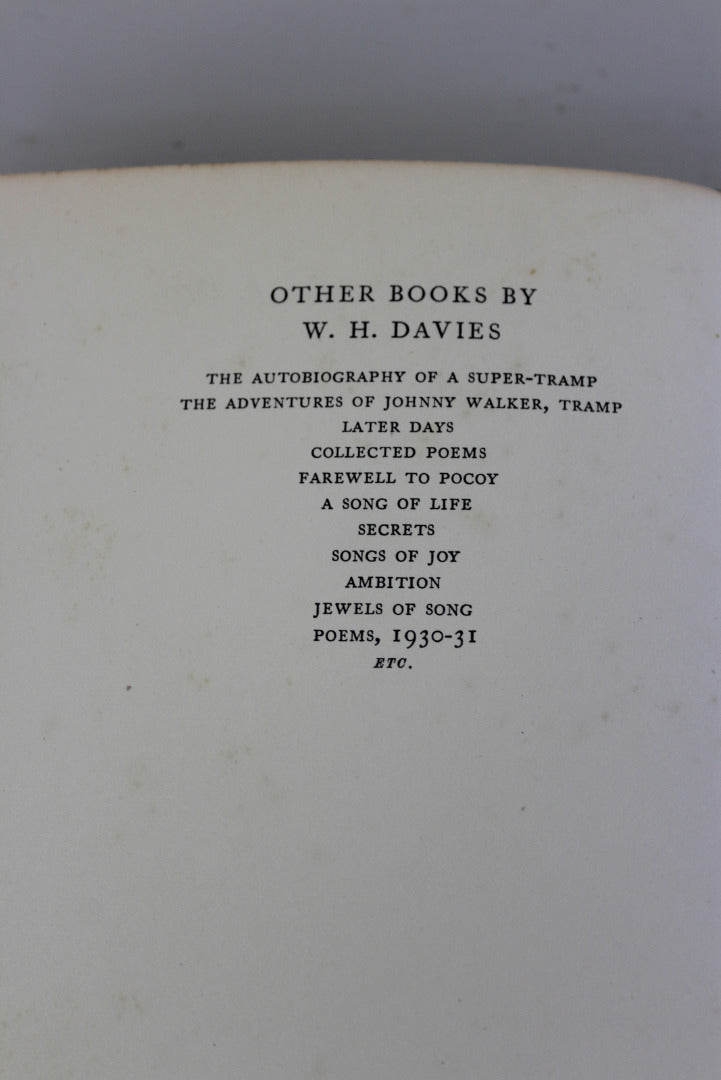 OTHER BOOKS BY
W. H. DAVIES
THE AUTOBIOGRAPHY OF A SUPER-TRAMP
THE ADVENTURES OF JOHNNY WALKER, TRAMP
LATER DAYS
COLLECTED POEMS
FAREWELL TO POCOY
A SONG OF LIFE
SECRETS
SONGS OF JOY
AMBITION
JEWELS OF SONG
POEMS, 1930-31
ETC.